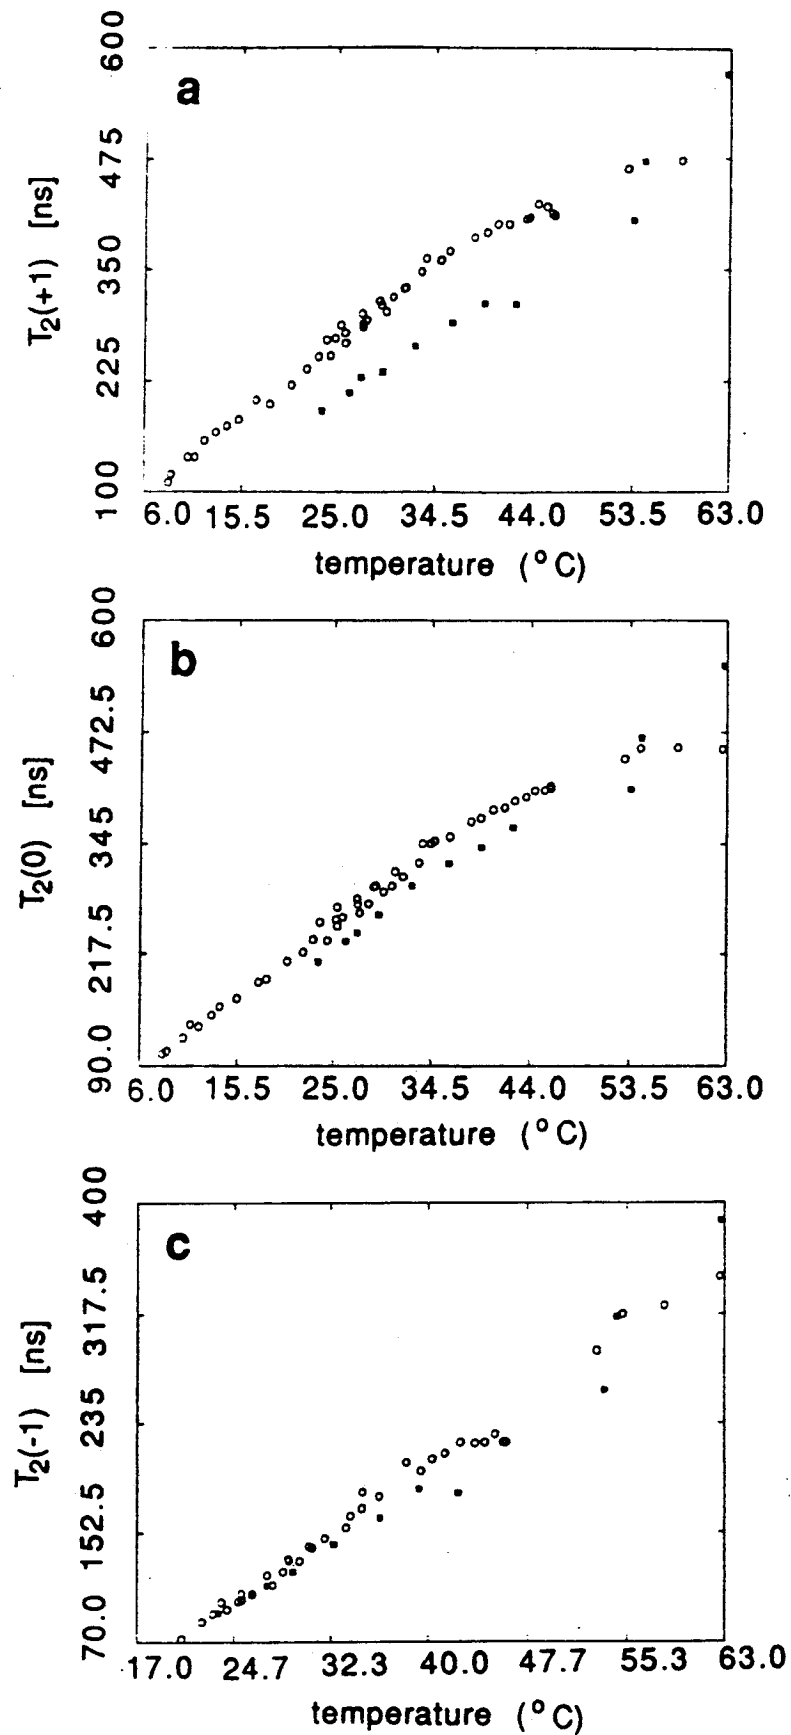 600
a
475
T2(+1) [ns]
350
225
100
6.0 15.5 25.0 34.5 44.0 53.5 63.0
temperature (°C)
600
b
472.5
T2(0) [ns]
345
217.5
90.0
6.0 15.5 25.0 34.5 44.0 53.5 63.0
temperature (°C)
400
c
317.5
T2(-1) [ns]
235
152.5
70.0
17.0 24.7 32.3 40.0 47.7 55.3 63.0
temperature (°C)